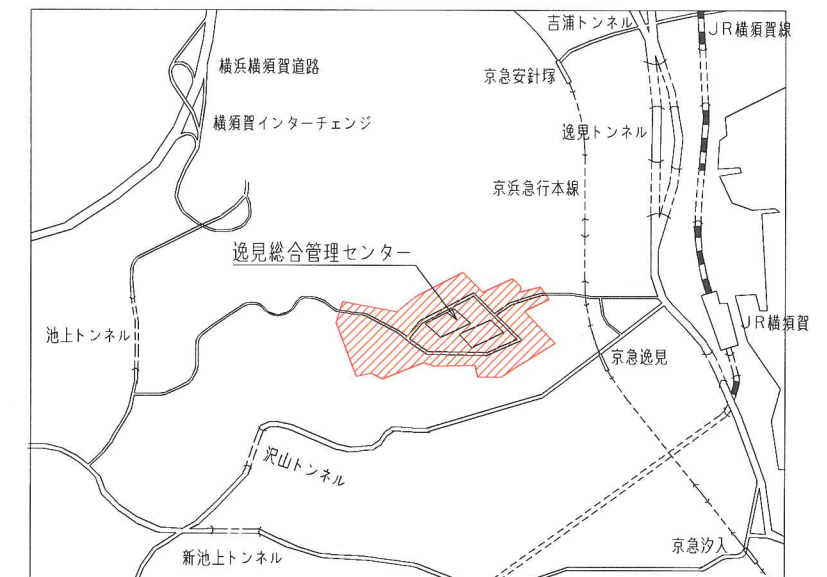 吉浦トンネル
JR横須賀線
横浜横須賀道路
京急安針塚
横須賀インターチェンジ
逸見トンネル
京浜急行本線
逸見総合管理センター
池上トンネル
JR横須賀
京急逸見
沢山トンネル
京急汐入
新池上トンネル